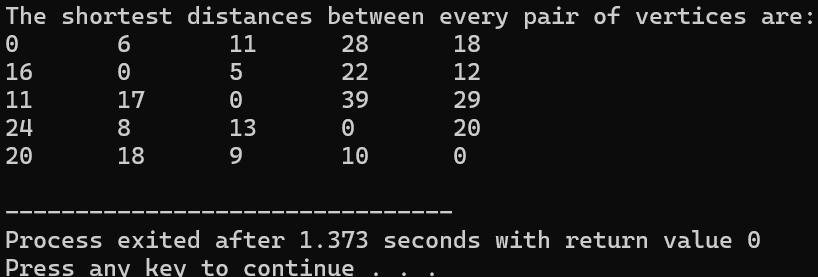 The shortest distances between every pair of vertices are:
0 6 11 28 18
16 0 5 22 12
11 17 0 39 29
24 8 13 0 20
20 18 9 10 0
--------------------------------
Process exited after 1.373 seconds with return value 0
Press any key to continue . . .